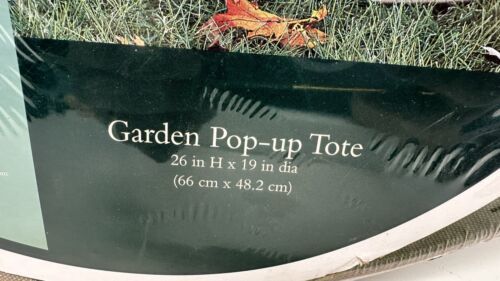 Garden Pop-up Tote
26 in H x 19 in dia
(66 cm x 48.2 cm)